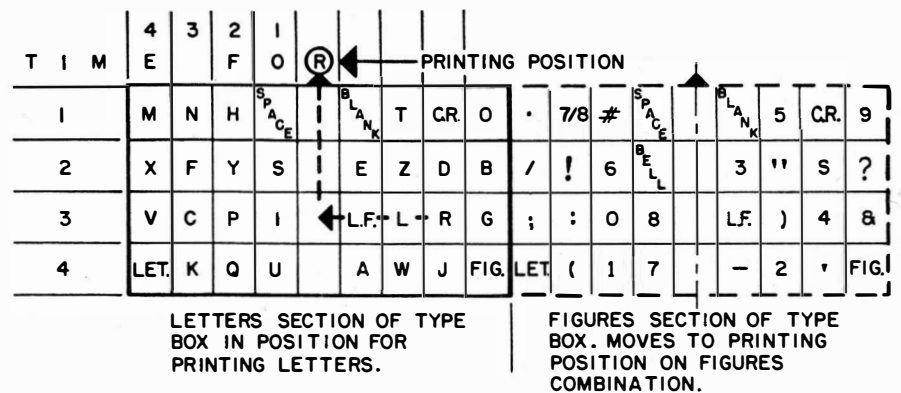 4 3 2 1
T I M E F O R PRINTING POSITION
1 M N H SPACE BLANK T C.R. O . 7/8 # SPACE BLANK 5 C.R. 9
2 X F Y S E Z D B / ! 6 BELL 3 " S ?
3 V C P I L.F. L R G ; : 0 8 L.F. ) 4 &
4 LET. K Q U A W J FIG. LET. ( 1 7 - 2 ' FIG.
LETTERS SECTION OF TYPE
BOX IN POSITION FOR
PRINTING LETTERS.
FIGURES SECTION OF TYPE
BOX. MOVES TO PRINTING
POSITION ON FIGURES
COMBINATION.